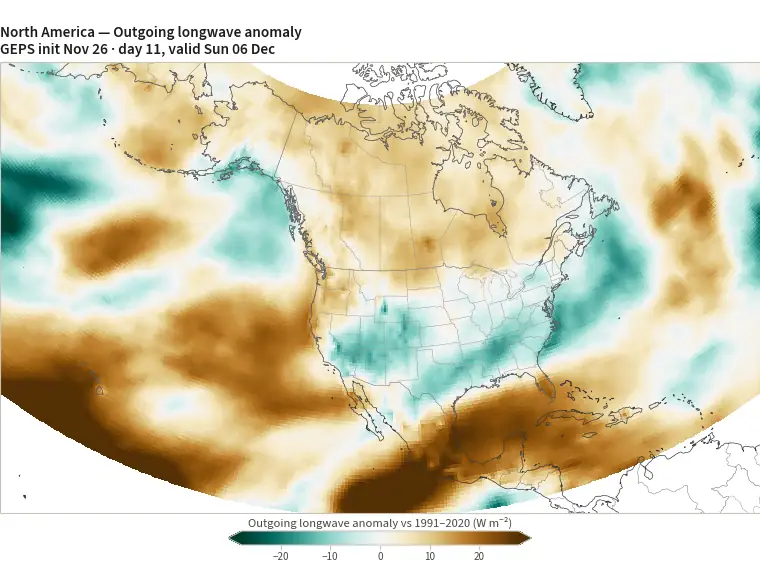 North America — Outgoing longwave anomaly
GEPS init Nov 26 · day 11, valid Sun 06 Dec
Outgoing longwave anomaly vs 1991–2020 (W m⁻²)
−20 −10 0 10 20